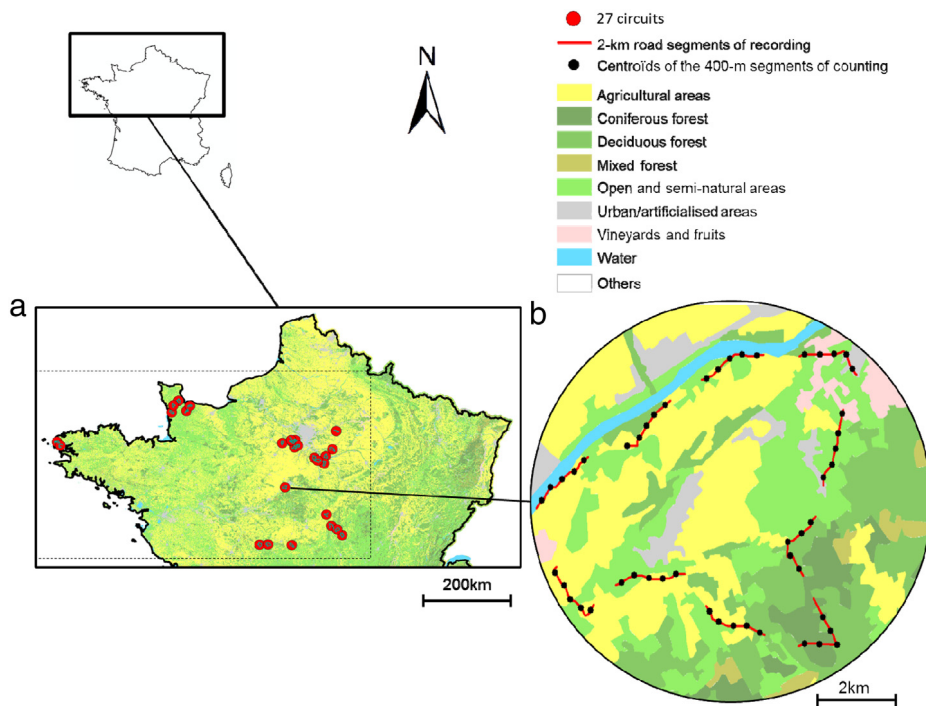 N
27 circuits
2-km road segments of recording
Centroïds of the 400-m segments of counting
Agricultural areas
Coniferous forest
Deciduous forest
Mixed forest
Open and semi-natural areas
Urban/artificialised areas
Vineyards and fruits
Water
Others
a
b
200km
2km